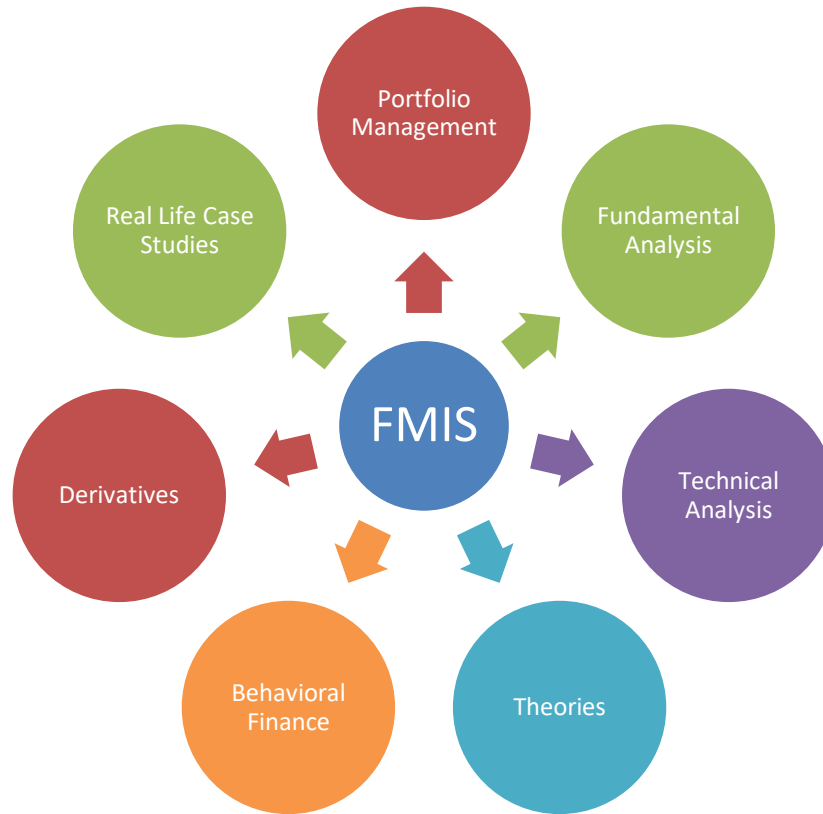 Portfolio
Management
Fundamental
Analysis
Technical
Analysis
Theories
Behavioral
Finance
Derivatives
Real Life Case
Studies
FMIS